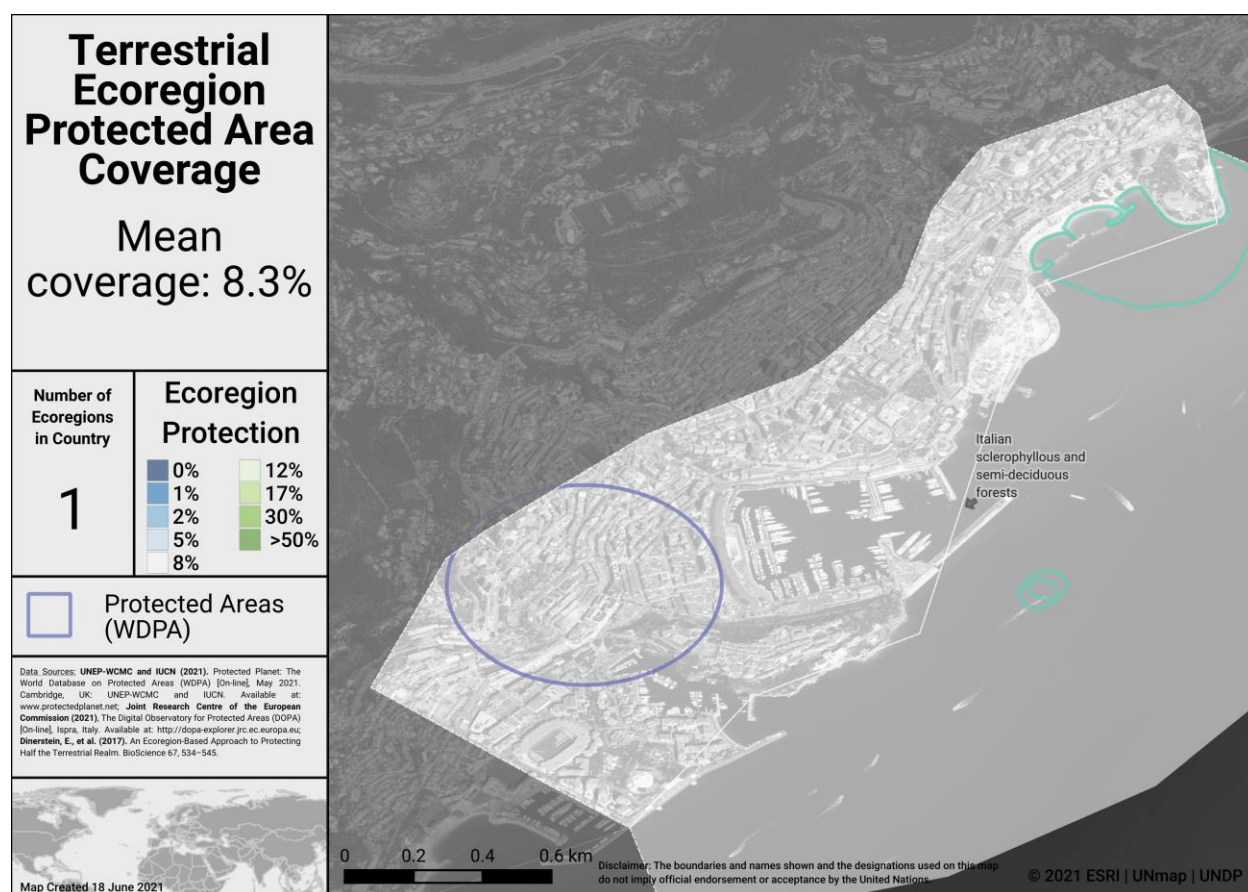 Terrestrial
Ecoregion
Protected Area
Coverage
Mean
coverage: 8.3%
Number of
Ecoregions
in Country
1
Ecoregion
Protection
0%
1%
2%
5%
8%
12%
17%
30%
>50%
Protected Areas
(WDPA)
Data Sources: UNEP-WCMC and IUCN (2021). Protected Planet: The
World Database on Protected Areas (WDPA) [On-line], May 2021.
Cambridge, UK: UNEP-WCMC and IUCN. Available at:
www.protectedplanet.net; Joint Research Centre of the European
Commission (2021), The Digital Observatory for Protected Areas (DOPA)
[On-line], Ispra, Italy. Available at: http://dopa-explorer.jrc.ec.europa.eu;
Dinerstein, E., et al. (2017). An Ecoregion-Based Approach to Protecting
Half the Terrestrial Realm. BioScience 67, 534–545.
Map Created 18 June 2021
Italian
sclerophyllous and
semi-deciduous
forests
0 0.2 0.4 0.6 km
Disclaimer: The boundaries and names shown and the designations used on this map
do not imply official endorsement or acceptance by the United Nations.
© 2021 ESRI | UNmap | UNDP